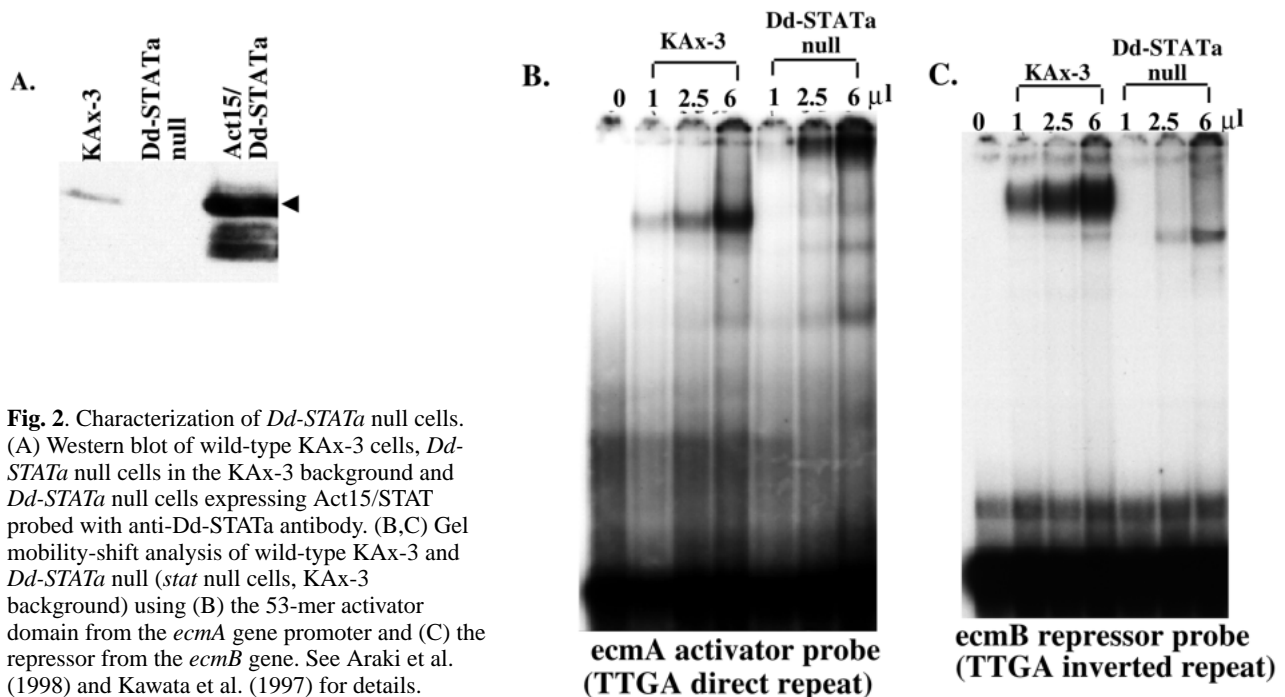 A.
KAx-3
Dd-STATa
null
Act15/
Dd-STATa
B.
KAx-3
Dd-STATa
null
0 1 2.5 6 1 2.5 6 μl
ecmA activator probe
(TTGA direct repeat)
C.
KAx-3
Dd-STATa
null
0 1 2.5 6 1 2.5 6 μl
ecmB repressor probe
(TTGA inverted repeat)
Fig. 2. Characterization of Dd-STATa null cells.
(A) Western blot of wild-type KAx-3 cells, Dd-
STATa null cells in the KAx-3 background and
Dd-STATa null cells expressing Act15/STAT
probed with anti-Dd-STATa antibody. (B,C) Gel
mobility-shift analysis of wild-type KAx-3 and
Dd-STATa null (stat null cells, KAx-3
background) using (B) the 53-mer activator
domain from the ecmA gene promoter and (C) the
repressor from the ecmB gene. See Araki et al.
(1998) and Kawata et al. (1997) for details.